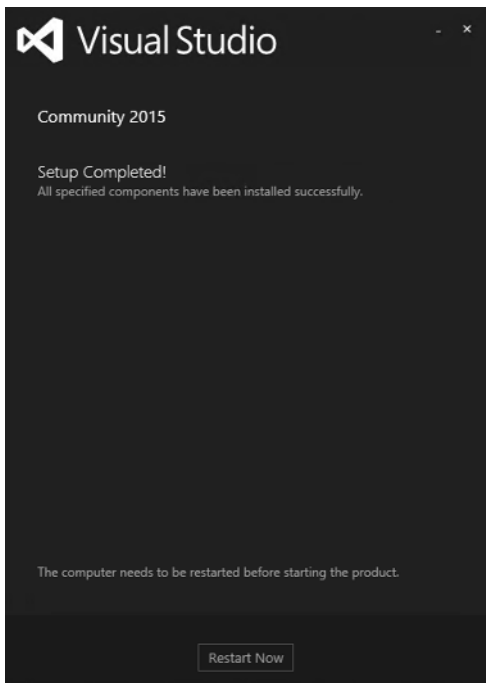 Visual Studio
Community 2015
Setup Completed!
All specified components have been installed successfully.
The computer needs to be restarted before starting the product.
Restart Now